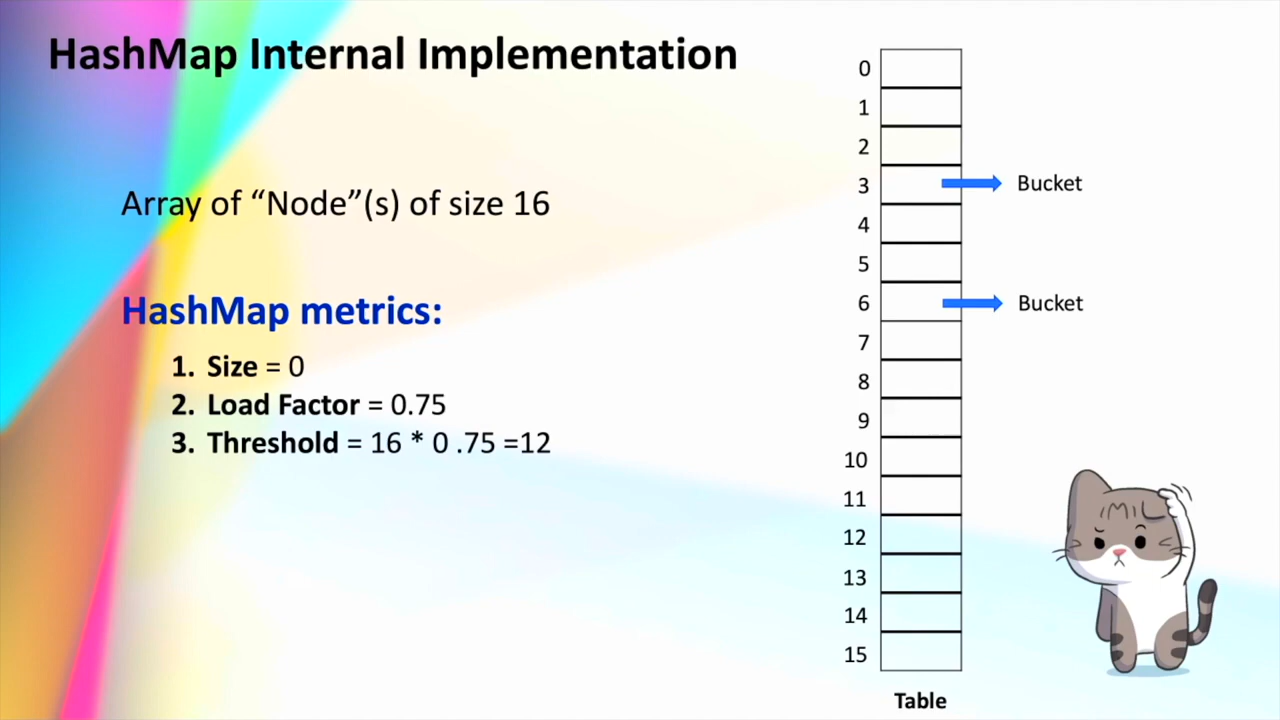 HashMap Internal Implementation
Array of “Node”(s) of size 16
HashMap metrics:
1. Size = 0
2. Load Factor = 0.75
3. Threshold = 16 * 0 .75 =12
0
1
2
3 Bucket
4
5
6 Bucket
7
8
9
10
11
12
13
14
15
Table